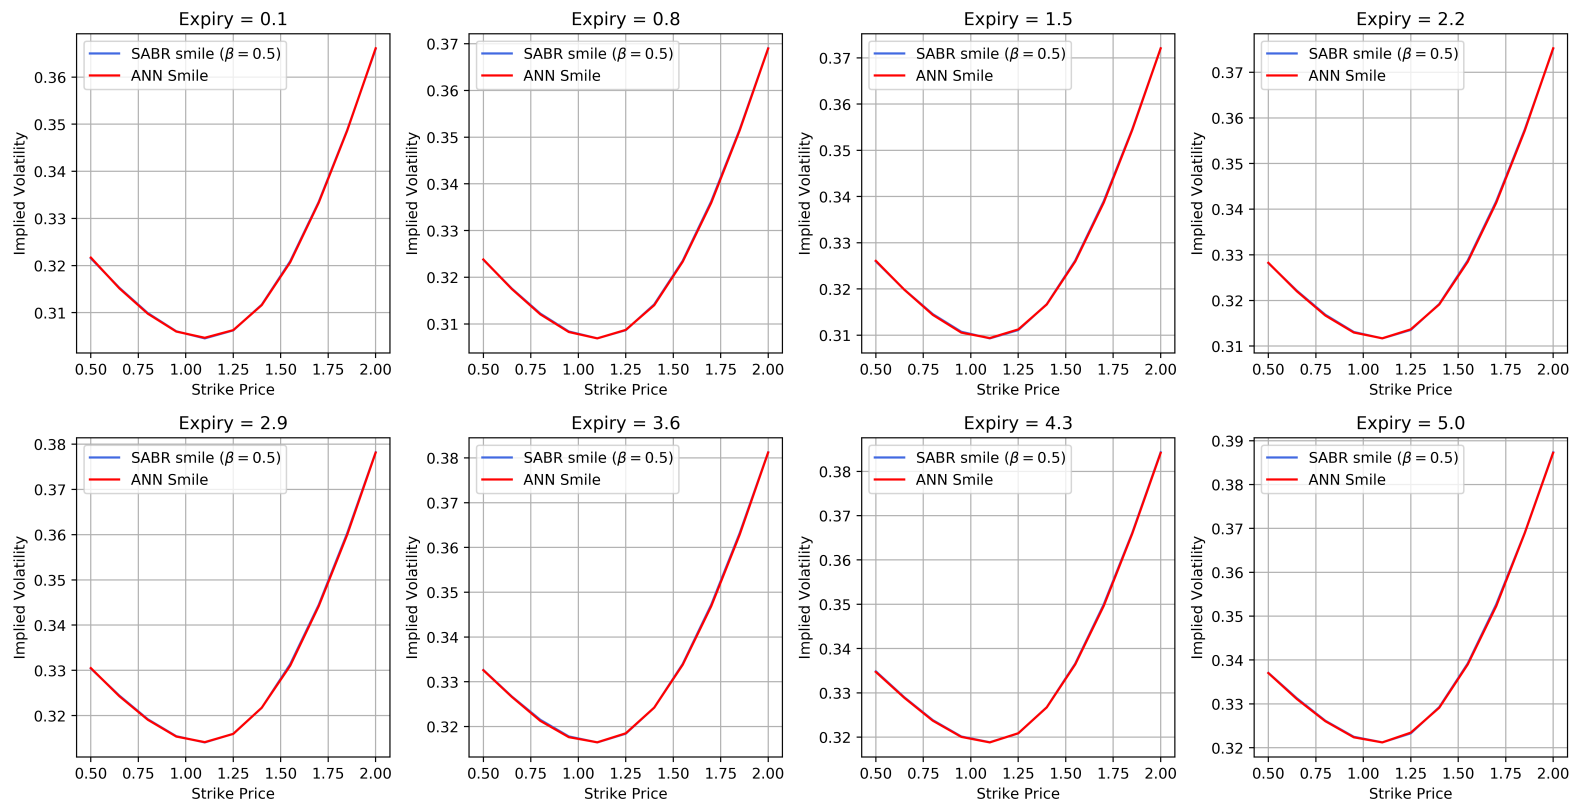 Expiry = 0.1
SABR smile (β = 0.5)
ANN Smile
Implied Volatility
0.36
0.35
0.34
0.33
0.32
0.31
0.50 0.75 1.00 1.25 1.50 1.75 2.00
Strike Price
Expiry = 0.8
SABR smile (β = 0.5)
ANN Smile
Implied Volatility
0.37
0.36
0.35
0.34
0.33
0.32
0.31
0.50 0.75 1.00 1.25 1.50 1.75 2.00
Strike Price
Expiry = 1.5
SABR smile (β = 0.5)
ANN Smile
Implied Volatility
0.37
0.36
0.35
0.34
0.33
0.32
0.31
0.50 0.75 1.00 1.25 1.50 1.75 2.00
Strike Price
Expiry = 2.2
SABR smile (β = 0.5)
ANN Smile
Implied Volatility
0.37
0.36
0.35
0.34
0.33
0.32
0.31
0.50 0.75 1.00 1.25 1.50 1.75 2.00
Strike Price
Expiry = 2.9
SABR smile (β = 0.5)
ANN Smile
Implied Volatility
0.38
0.37
0.36
0.35
0.34
0.33
0.32
0.50 0.75 1.00 1.25 1.50 1.75 2.00
Strike Price
Expiry = 3.6
SABR smile (β = 0.5)
ANN Smile
Implied Volatility
0.38
0.37
0.36
0.35
0.34
0.33
0.32
0.50 0.75 1.00 1.25 1.50 1.75 2.00
Strike Price
Expiry = 4.3
SABR smile (β = 0.5)
ANN Smile
Implied Volatility
0.38
0.37
0.36
0.35
0.34
0.33
0.32
0.50 0.75 1.00 1.25 1.50 1.75 2.00
Strike Price
Expiry = 5.0
SABR smile (β = 0.5)
ANN Smile
Implied Volatility
0.39
0.38
0.37
0.36
0.35
0.34
0.33
0.32
0.50 0.75 1.00 1.25 1.50 1.75 2.00
Strike Price